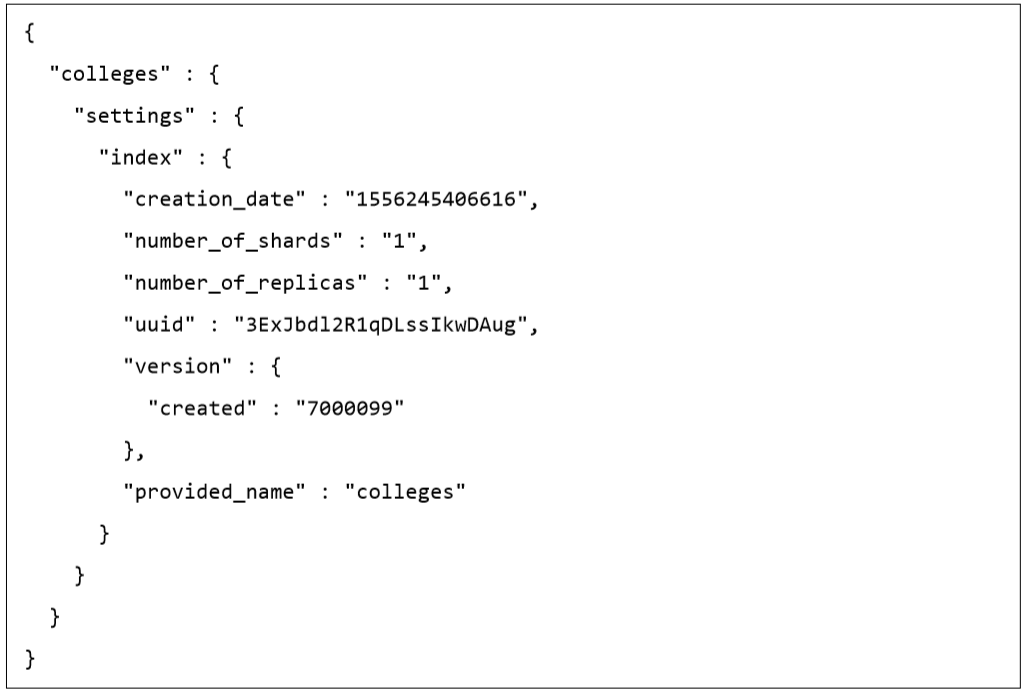 {
  "colleges" : {
    "settings" : {
      "index" : {
        "creation_date" : "1556245406616",
        "number_of_shards" : "1",
        "number_of_replicas" : "1",
        "uuid" : "3ExJbdl2R1qDLssIkwDAug",
        "version" : {
          "created" : "7000099"
        },
        "provided_name" : "colleges"
      }
    }
  }
}